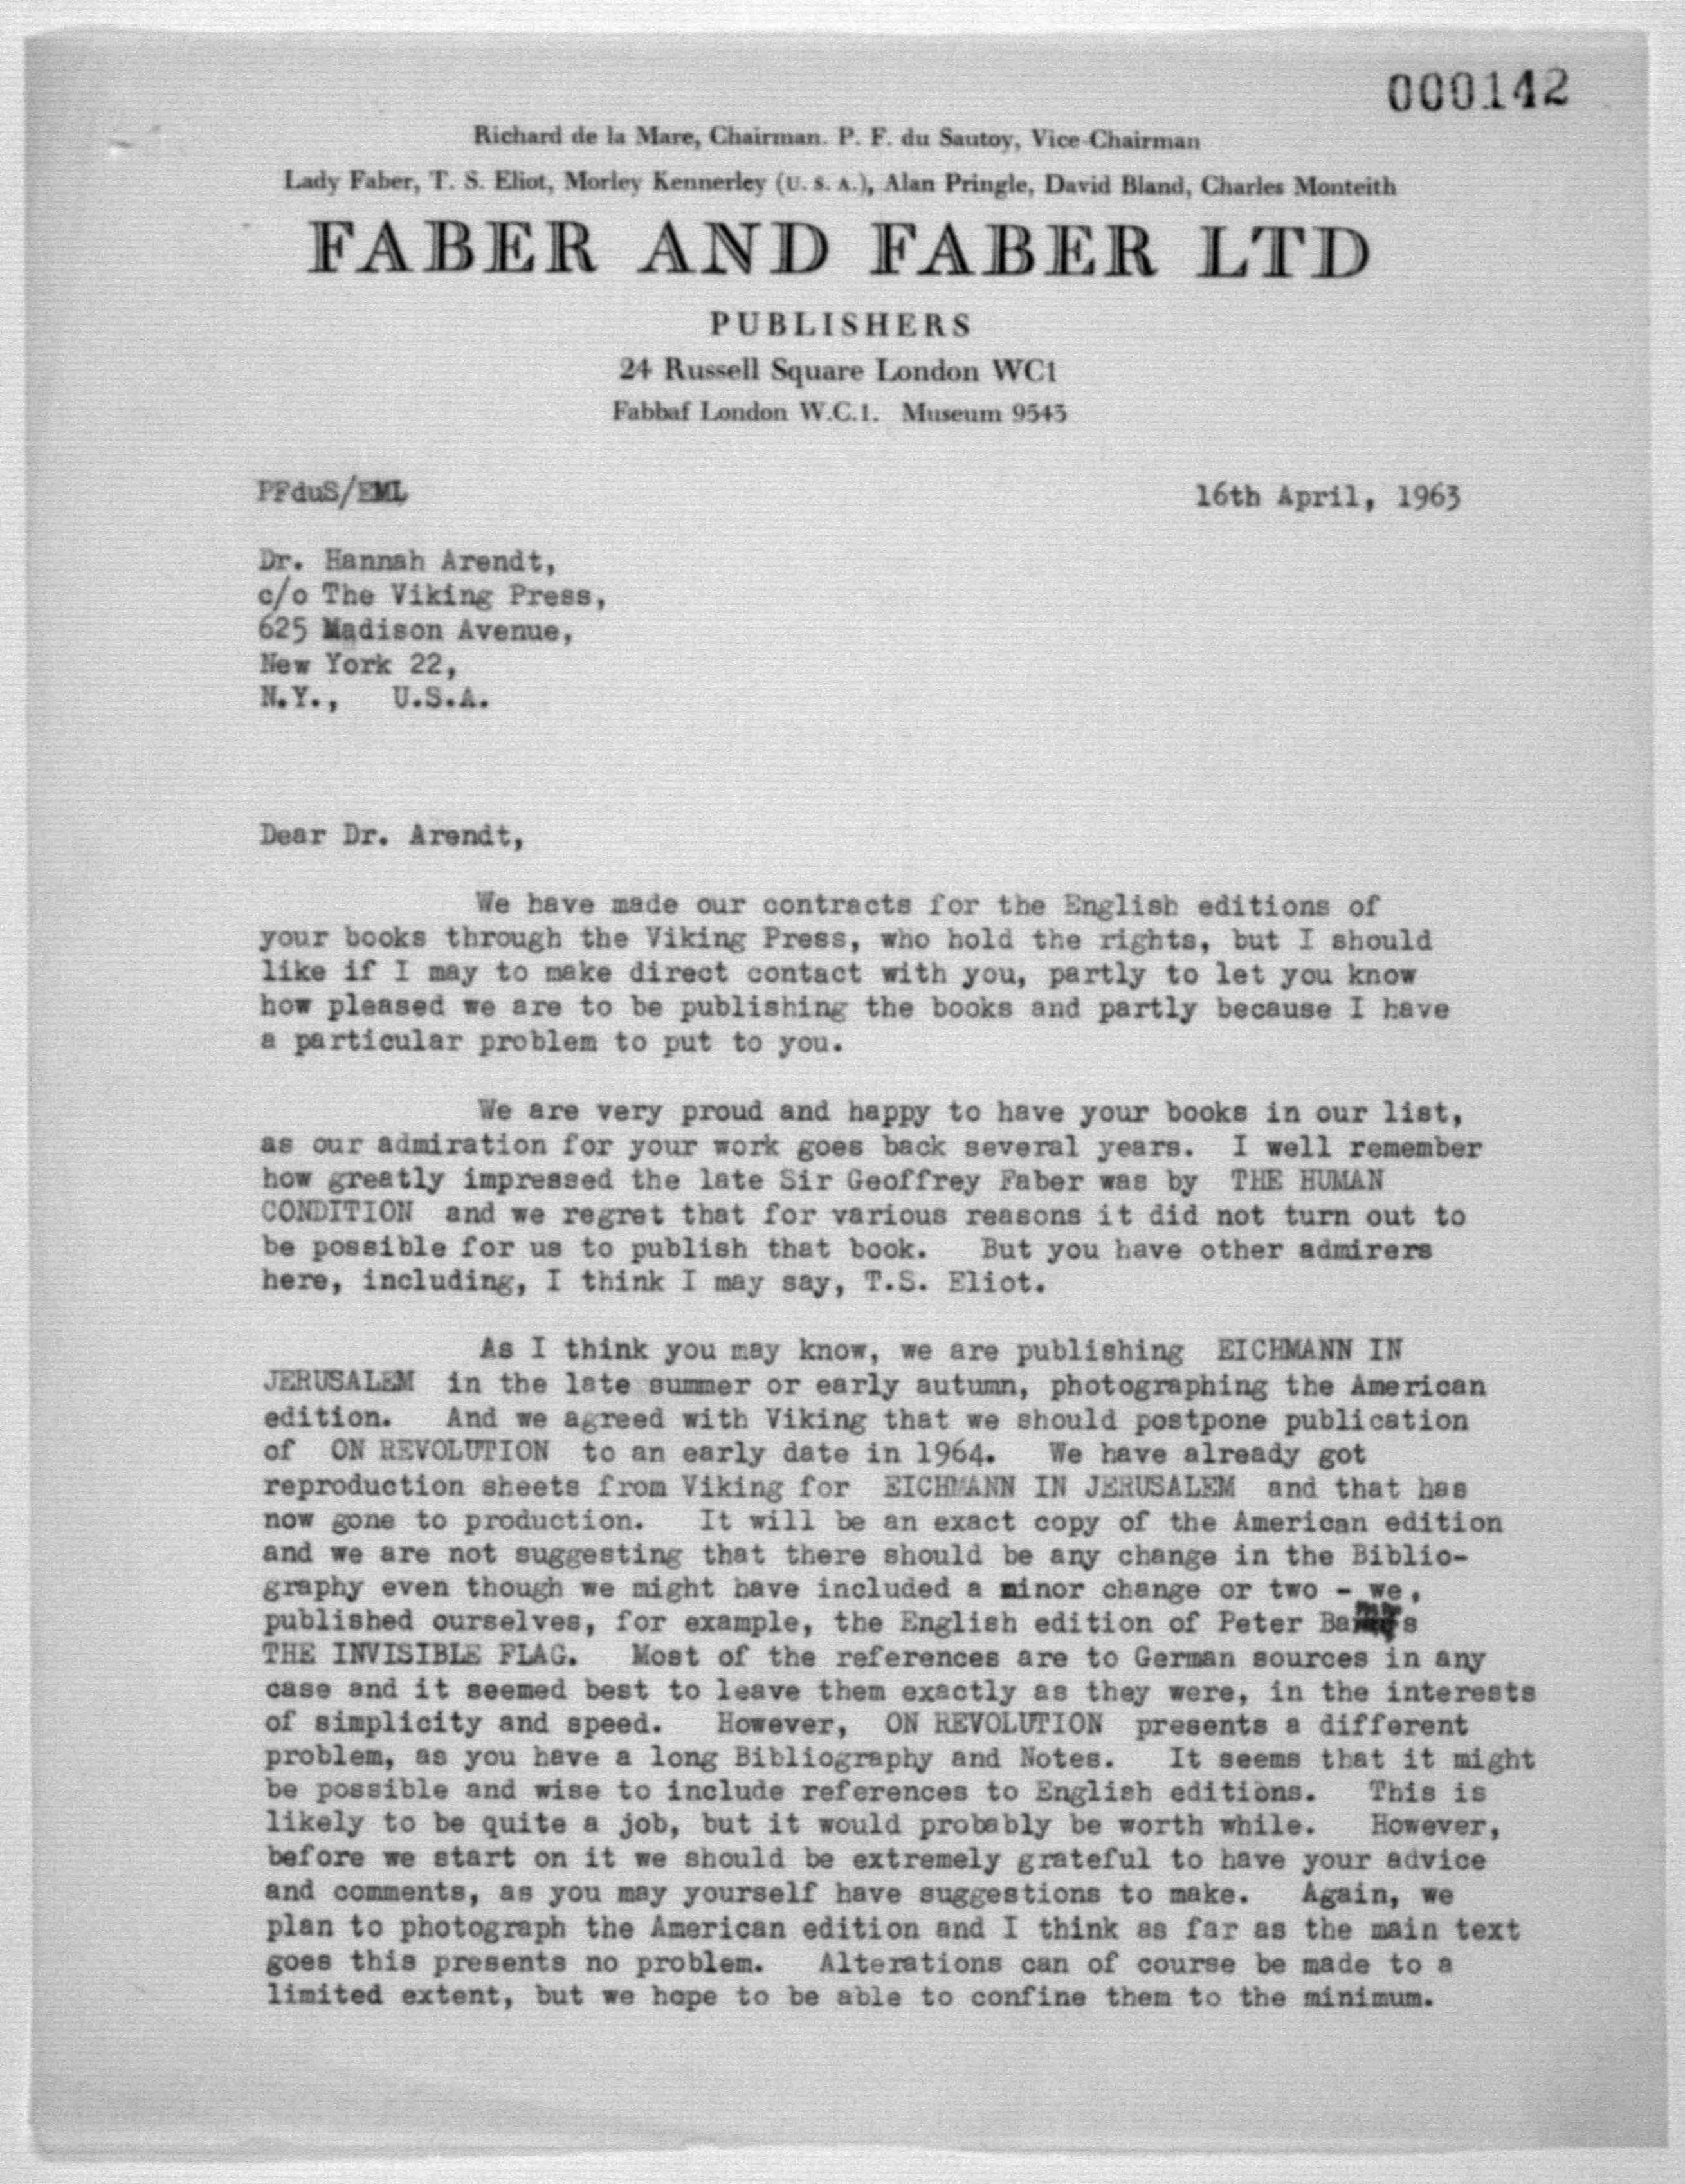 000142
Richard de la Mare, Chairman. P. F. du Sautoy, Vice-Chairman
Lady Faber, T. S. Eliot, Morley Kennerley (U. S. A.), Alan Pringle, David Bland, Charles Monteith
FABER AND FABER LTD
PUBLISHERS
24 Russell Square London WC1
Fabbaf London W.C.1. Museum 9543
PFduS/EML 16th April, 1963
Dr. Hannah Arendt,
c/o The Viking Press,
625 Madison Avenue,
New York 22,
N.Y., U.S.A.
Dear Dr. Arendt,
We have made our contracts for the English editions of
your books through the Viking Press, who hold the rights, but I should
like if I may to make direct contact with you, partly to let you know
how pleased we are to be publishing the books and partly because I have
a particular problem to put to you.
We are very proud and happy to have your books in our list,
as our admiration for your work goes back several years. I well remember
how greatly impressed the late Sir Geoffrey Faber was by THE HUMAN
CONDITION and we regret that for various reasons it did not turn out to
be possible for us to publish that book. But you have other admirers
here, including, I think I may say, T.S. Eliot.
As I think you may know, we are publishing EICHMANN IN
JERUSALEM in the late summer or early autumn, photographing the American
edition. And we agreed with Viking that we should postpone publication
of ON REVOLUTION to an early date in 1964. We have already got
reproduction sheets from Viking for EICHMANN IN JERUSALEM and that has
now gone to production. It will be an exact copy of the American edition
and we are not suggesting that there should be any change in the Biblio-
graphy even though we might have included a minor change or two - we,
published ourselves, for example, the English edition of Peter
THE INVISIBLE FLAG. Most of the references are to German sources in any
case and it seemed best to leave them exactly as they were, in the interests
of simplicity and speed. However, ON REVOLUTION presents a different
problem, as you have a long Bibliography and Notes. It seems that it might
be possible and wise to include references to English editions. This is
likely to be quite a job, but it would probably be worth while. However,
before we start on it we should be extremely grateful to have your advice
and comments, as you may yourself have suggestions to make. Again, we
plan to photograph the American edition and I think as far as the main text
goes this presents no problem. Alterations can of course be made to a
limited extent, but we hope to be able to confine them to the minimum.